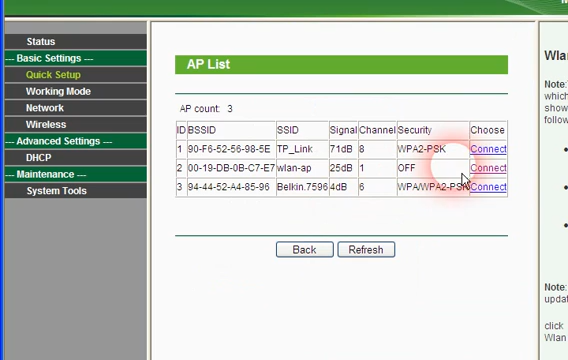 Status
-- Basic Settings ---
Quick Setup
Working Mode
Network
Wireless
-- Advanced Settings ---
DHCP
-- Maintenance ---
System Tools
AP List
AP count: 3
ID BSSID SSID Signal Channel Security Choose
1 90-F6-52-56-98-5E TP_Link 71dB 8 WPA2-PSK Connect
2 00-19-DB-0B-C7-E7 wlan-ap 25dB 1 OFF Connect
3 94-44-52-A4-85-96 Belkin.7596 4dB 6 WPA/WPA2-PSK Connect
Back Refresh
Note:
which
show
follow
Note:
updat
click
Wlan